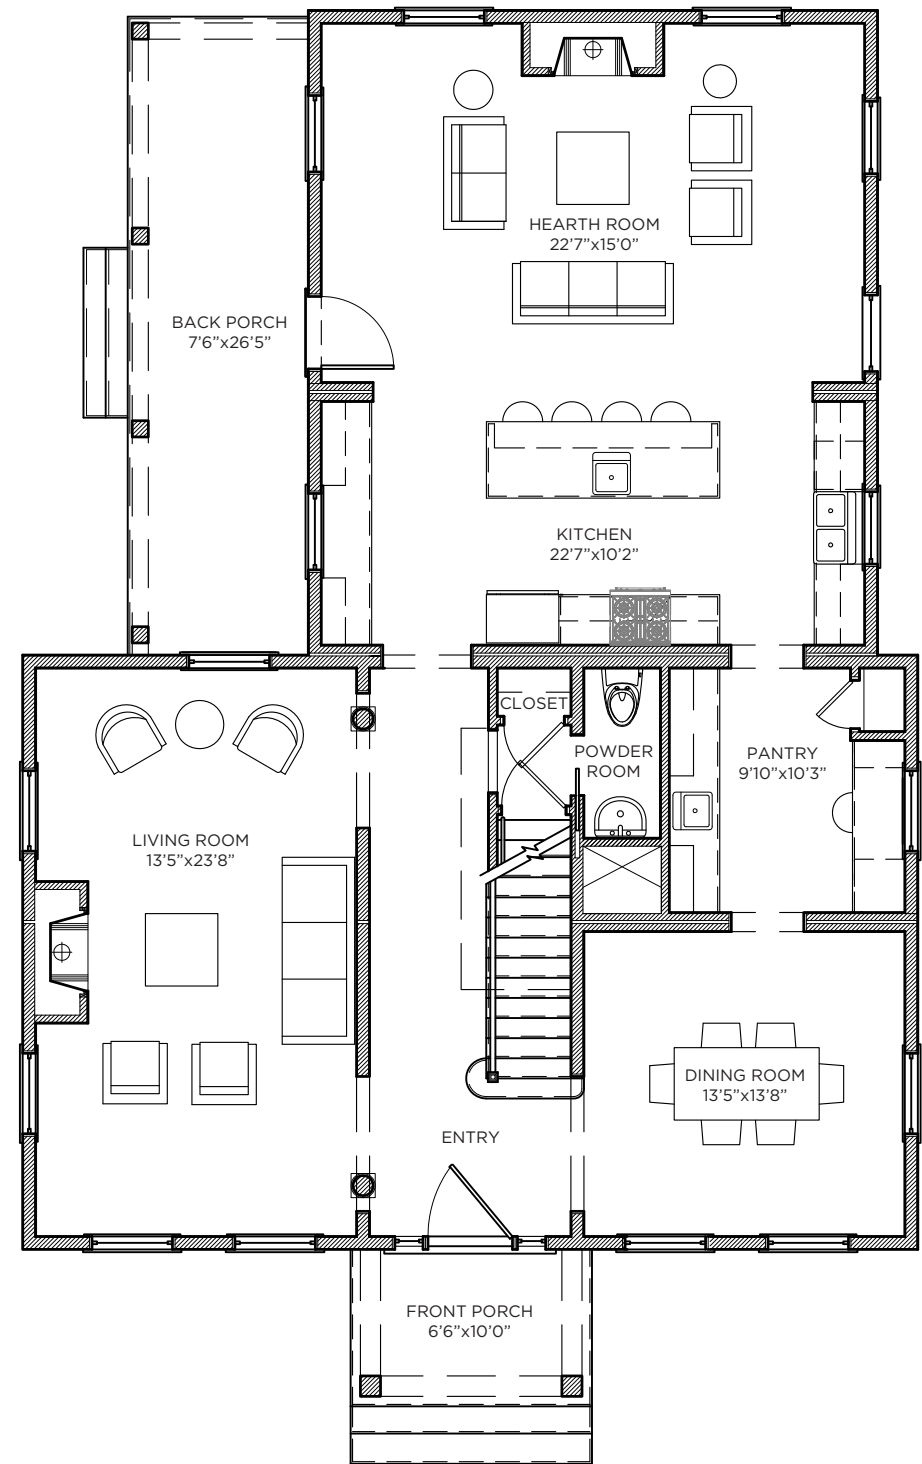 HEARTH ROOM
22’7”x15’0”
BACK PORCH
7’6”x26’5”
KITCHEN
22’7”x10’2”
CLOSET
POWDER
ROOM
PANTRY
9’10”x10’3”
LIVING ROOM
13’5”x23’8”
DINING ROOM
13’5”x13’8”
ENTRY
FRONT PORCH
6’6”x10’0”